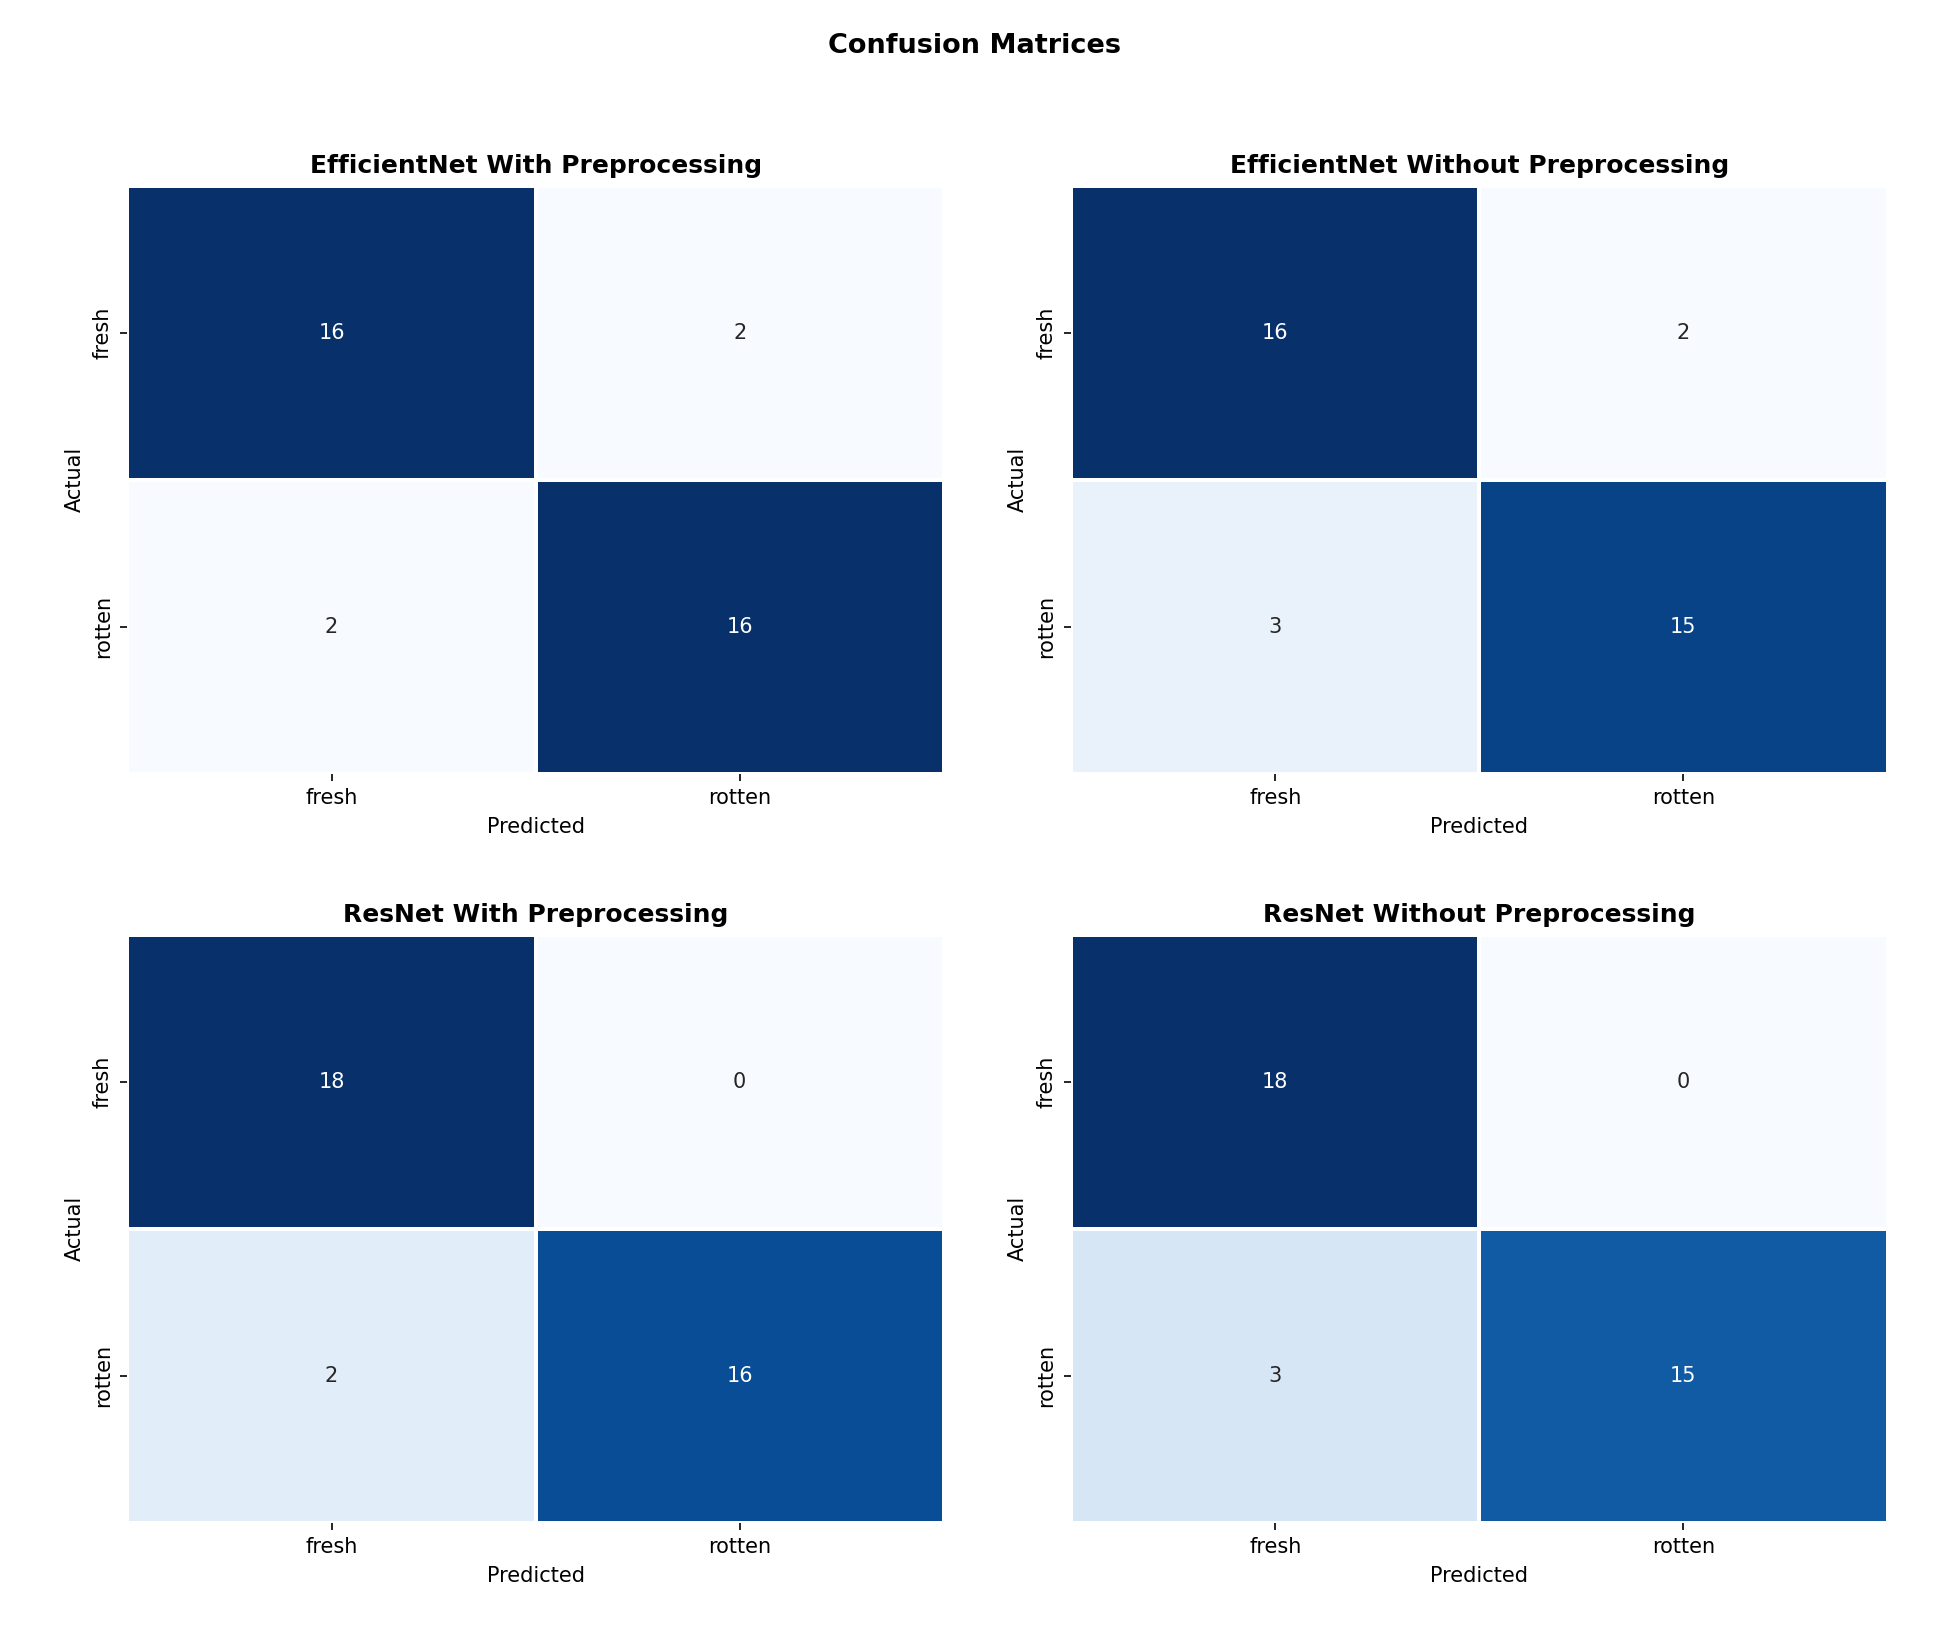 Confusion Matrices
EfficientNet With Preprocessing
fresh
16
2
Actual
rotten
2
16
fresh
rotten
Predicted
EfficientNet Without Preprocessing
fresh
16
2
Actual
rotten
3
15
fresh
rotten
Predicted
ResNet With Preprocessing
fresh
18
0
Actual
rotten
2
16
fresh
rotten
Predicted
ResNet Without Preprocessing
fresh
18
0
Actual
rotten
3
15
fresh
rotten
Predicted